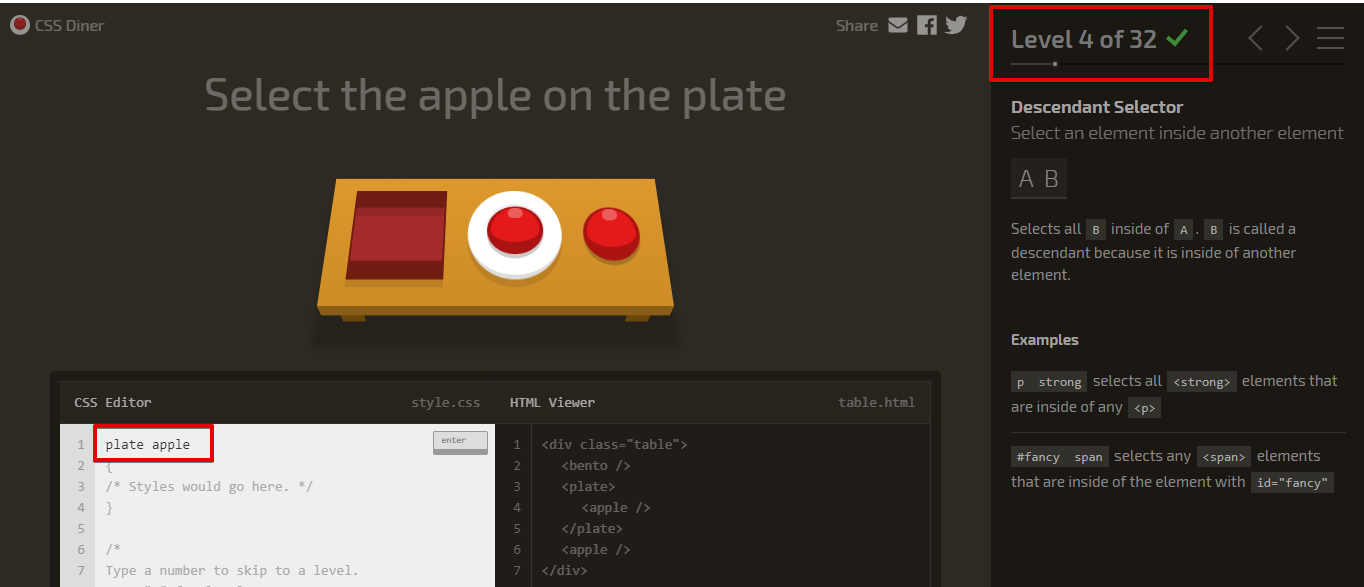 CSS Diner
Share
Select the apple on the plate
CSS Editor style.css
1 plate apple
enter
2 {
3 /* Styles would go here. */
4 }
5
6 /*
7 Type a number to skip to a level.
HTML Viewer table.html
1 <div class="table">
2 <bento />
3 <plate>
4 <apple />
5 </plate>
6 <apple />
7 </div>
Level 4 of 32
Descendant Selector
Select an element inside another element
A B
Selects all B inside of A . B is called a
descendant because it is inside of another
element.
Examples
p strong selects all <strong> elements that
are inside of any <p>
#fancy span selects any <span> elements
that are inside of the element with id="fancy"